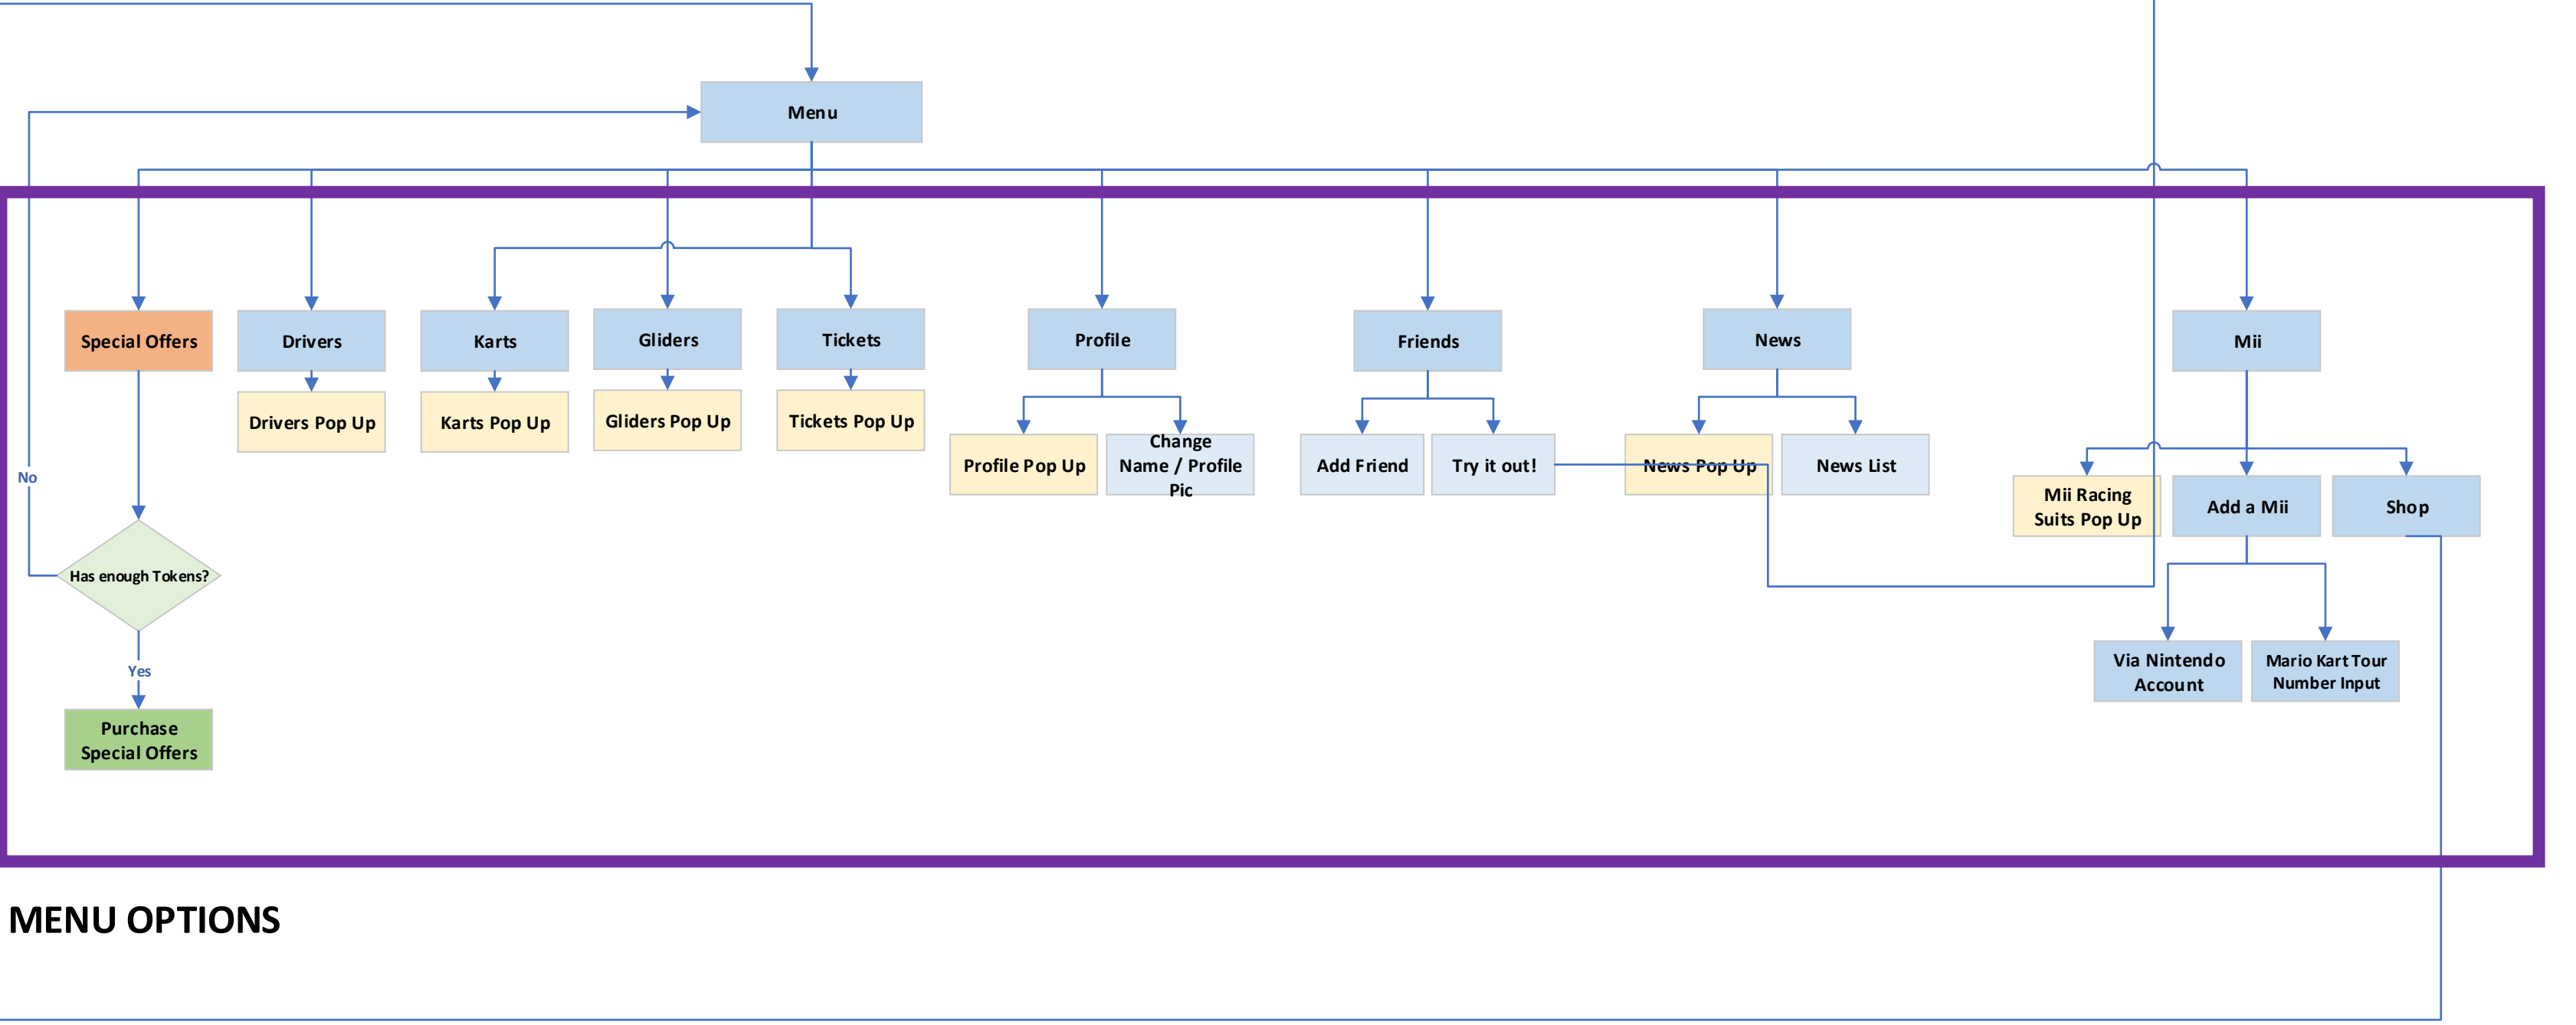 Menu
Special Offers
Drivers
Karts
Gliders
Tickets
Profile
Friends
News
Mii
Drivers Pop Up
Karts Pop Up
Gliders Pop Up
Tickets Pop Up
Profile Pop Up
Change
Name / Profile
Pic
Add Friend
Try it out!
News Pop Up
News List
Mii Racing
Suits Pop Up
Add a Mii
Shop
No
Has enough Tokens?
Yes
Via Nintendo
Account
Mario Kart Tour
Number Input
Purchase
Special Offers
MENU OPTIONS